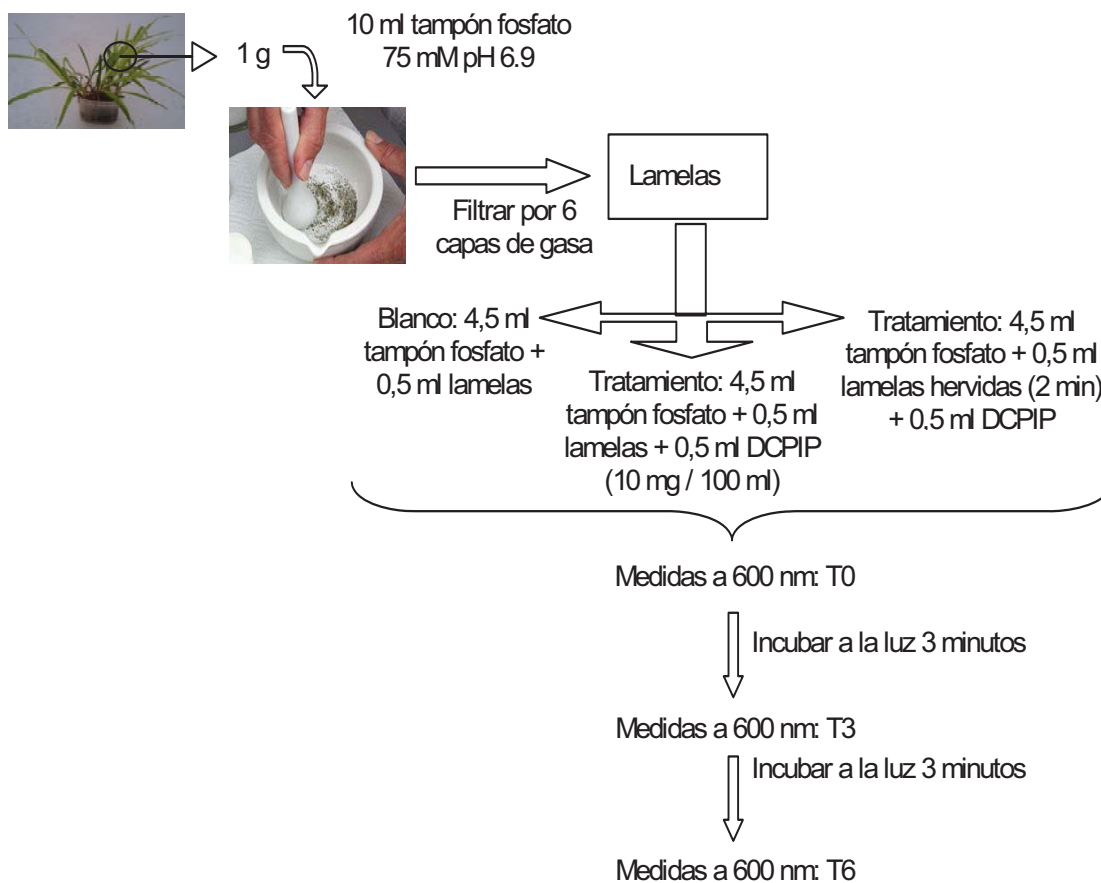 10 ml tampón fosfato
75 mM pH 6.9
1 g
Lamelas
Filtrar por 6
capas de gasa
Blanco: 4,5 ml
tampón fosfato +
0,5 ml lamelas
Tratamiento: 4,5 ml
tampón fosfato + 0,5 ml
lamelas + 0,5 ml DCPIP
(10 mg / 100 ml)
Tratamiento: 4,5 ml
tampón fosfato + 0,5 ml
lamelas hervidas (2 min)
+ 0,5 ml DCPIP
Medidas a 600 nm: T0
Incubar a la luz 3 minutos
Medidas a 600 nm: T3
Incubar a la luz 3 minutos
Medidas a 600 nm: T6